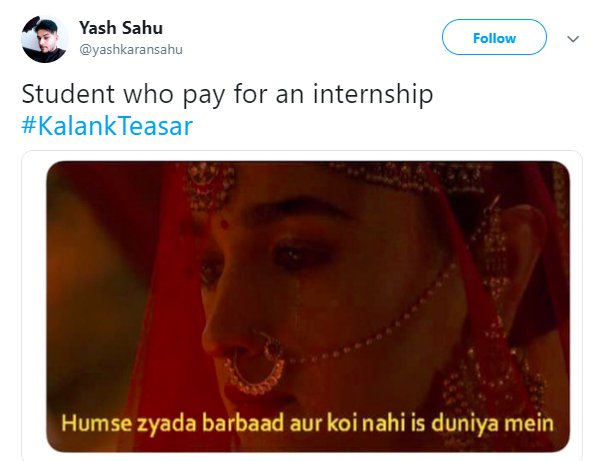 Yash Sahu
@yashkaransahu
Follow
Student who pay for an internship
#KalankTeasar
Humse zyada barbaad aur koi nahi is duniya mein